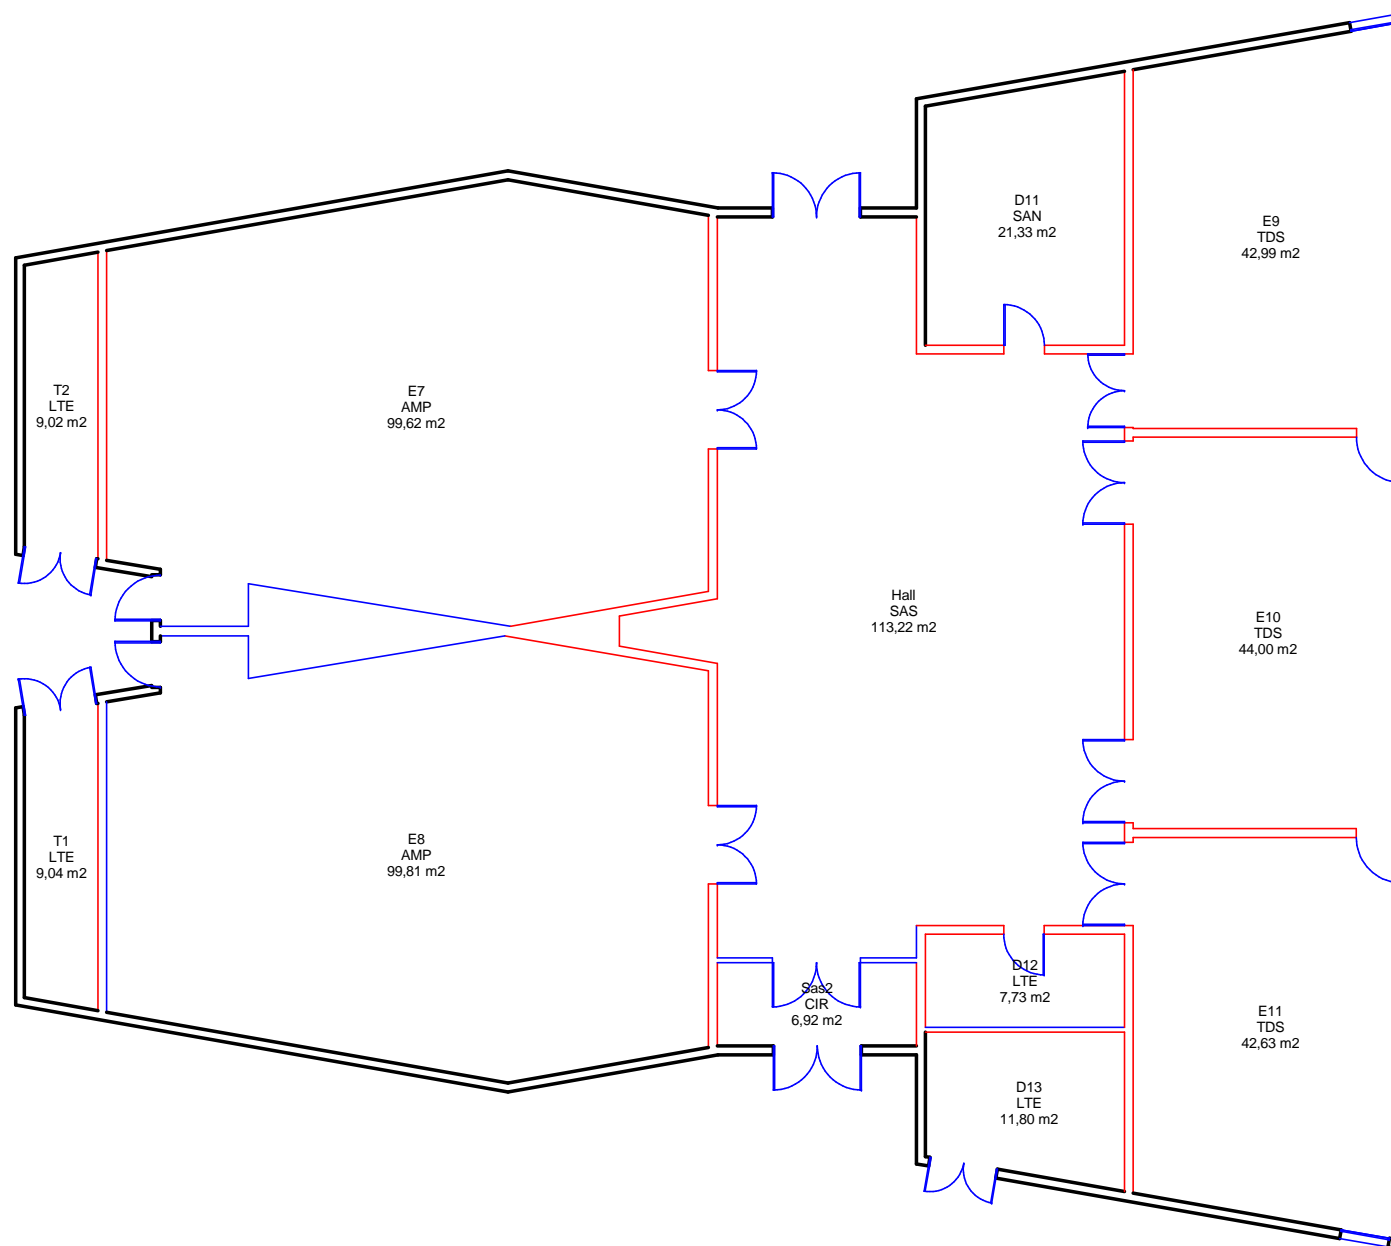 D11
SAN
21,33 m2
E9
TDS
42,99 m2
T2
LTE
9,02 m2
E7
AMP
99,62 m2
Hall
SAS
113,22 m2
E10
TDS
44,00 m2
T1
LTE
9,04 m2
E8
AMP
99,81 m2
Sas2
CIR
6,92 m2
D12
LTE
7,73 m2
E11
TDS
42,63 m2
D13
LTE
11,80 m2